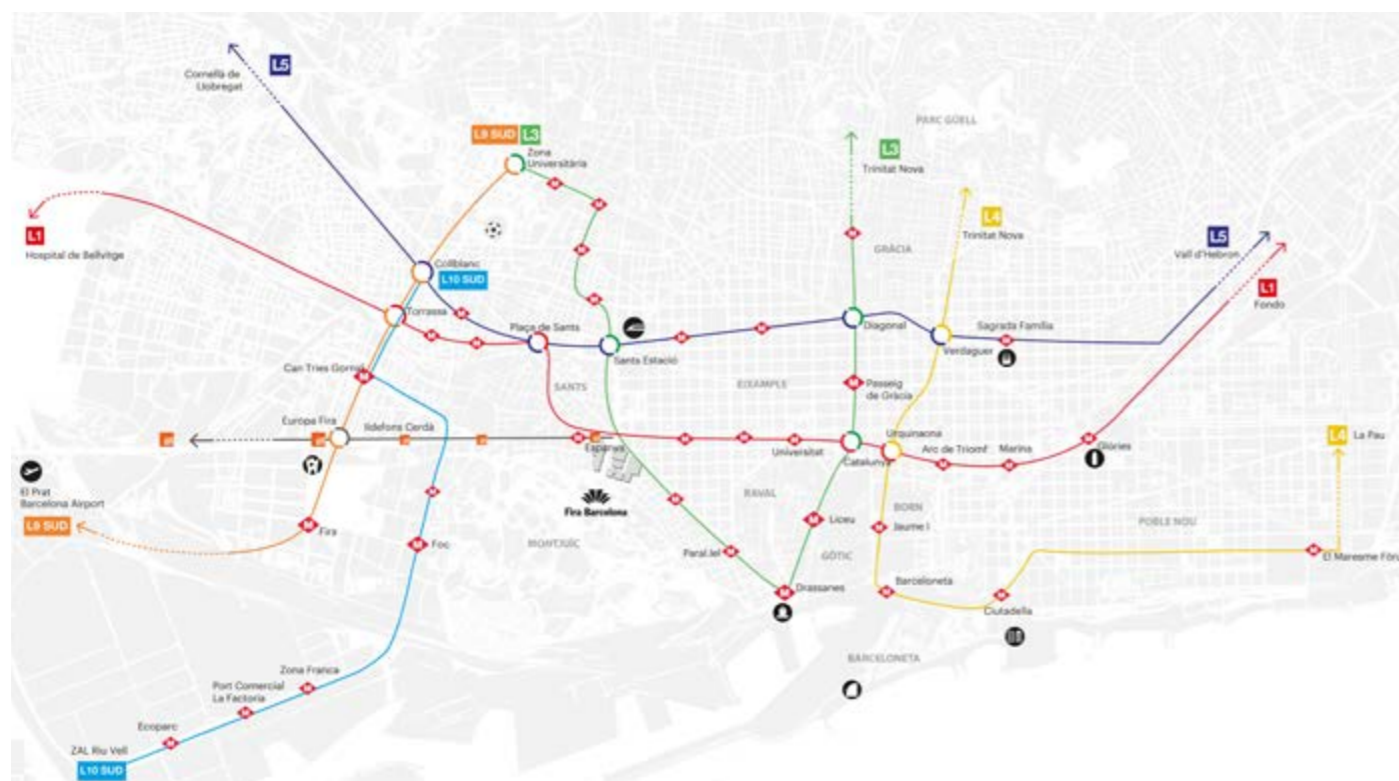 L5
Cornellà de
Llobregat
PARC GÜELL
L9 SUD L3
Zona
Universitària
L3
Trinitat Nova
L4
Trinitat Nova
L1
Hospital de Bellvitge
GRÀCIA
L5
Vall d'Hebron
L1
Fondo
Collblanc
L10 SUD
Torrassa
Plaça de Sants
Sants Estació
Diagonal
Verdaguer
Sagrada Família
Can Tries Gornal
SANTS
EIXAMPLE
Passeig
de Gràcia
Europa Fira
Ildefons Cerdà
Espanya
Universitat
Catalunya
Urquinaona
Arc de Triomf
Marina
Glòries
L4
La Pau
El Prat
Barcelona Airport
L9 SUD
Fira
Foc
Fira Barcelona
MONTJUÏC
RAVAL
Liceu
GÒTIC
BORN
Jaume I
POBLE NOU
Paral.lel
Drassanes
Barceloneta
Ciutadella
El Maresme Fòru
BARCELONETA
Zona Franca
Port Comercial
La Factoria
Ecoparc
ZAL Riu Vell
L10 SUD